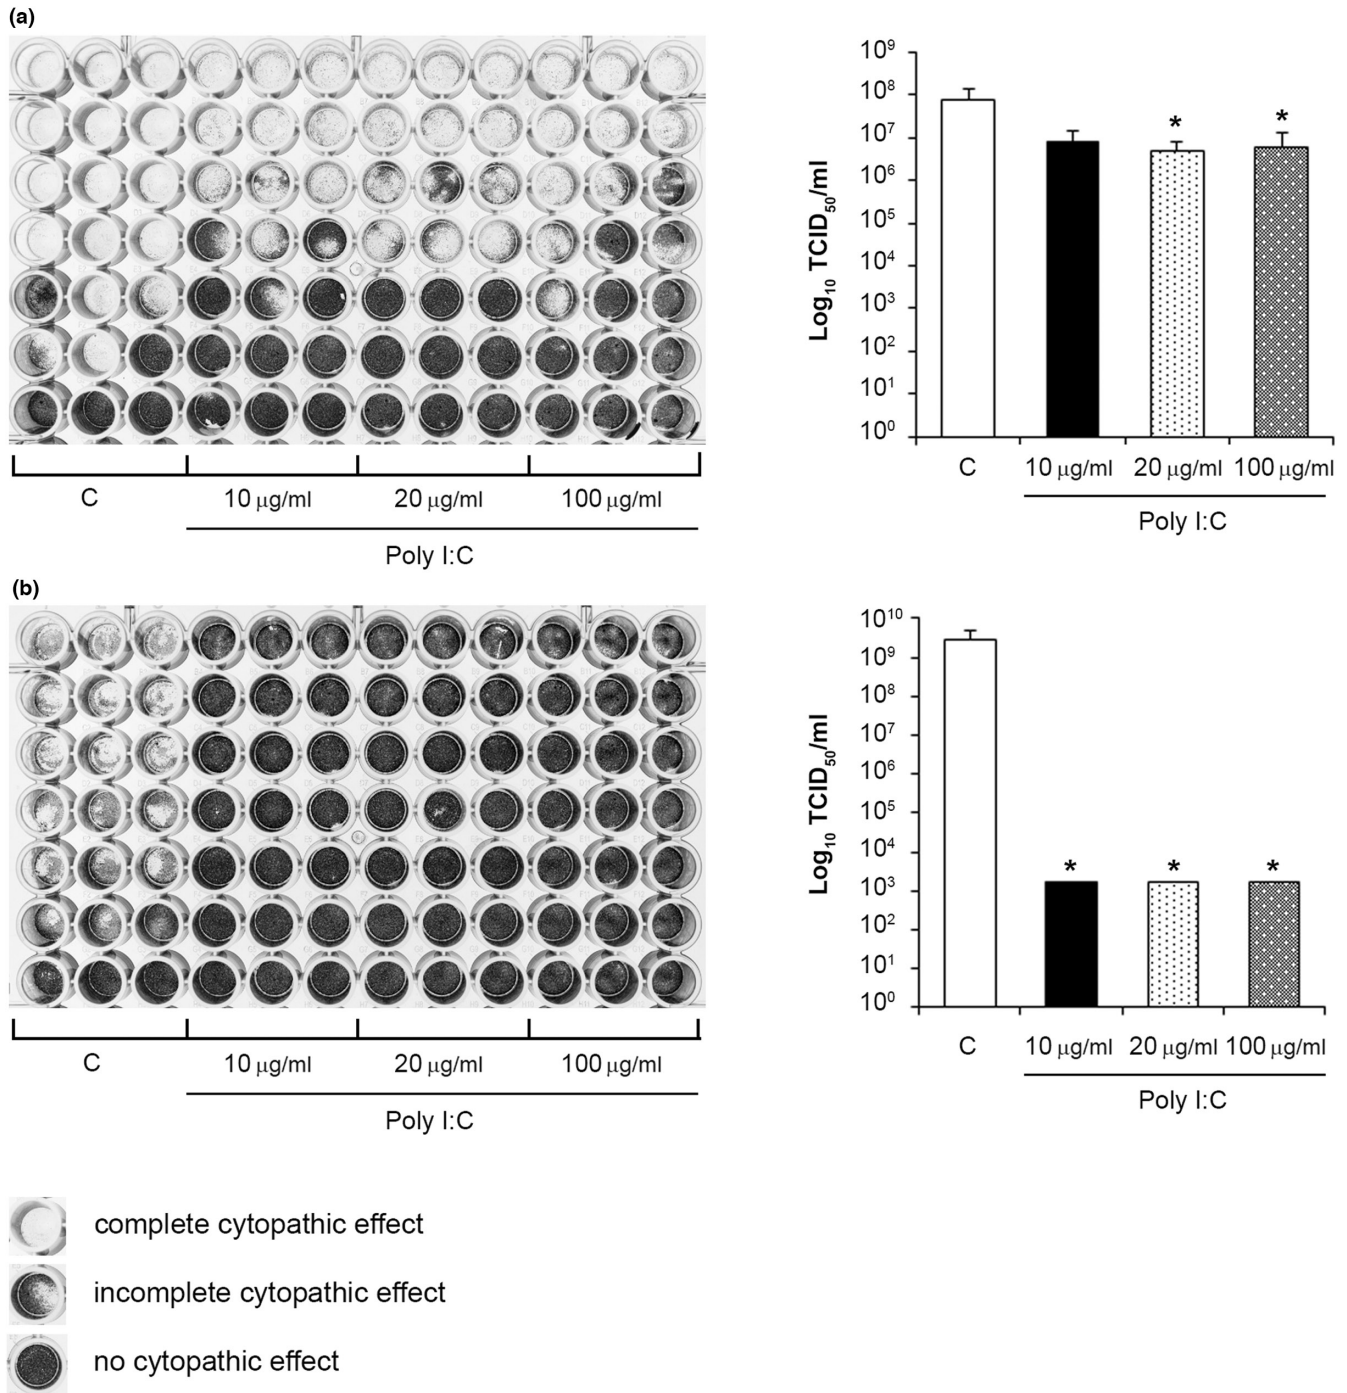 (a)
10⁹
10⁸
10⁷
10⁶
10⁵
10⁴
10³
10²
10¹
10⁰
Log₁₀ TCID₅₀/ml
*
*
C
10 μg/ml
20 μg/ml
100 μg/ml
Poly I:C
C
10 μg/ml
20 μg/ml
100 μg/ml
Poly I:C
(b)
10¹⁰
10⁹
10⁸
10⁷
10⁶
10⁵
10⁴
10³
10²
10¹
10⁰
Log₁₀ TCID₅₀/ml
*
*
*
C
10 μg/ml
20 μg/ml
100 μg/ml
Poly I:C
C
10 μg/ml
20 μg/ml
100 μg/ml
Poly I:C
complete cytopathic effect
incomplete cytopathic effect
no cytopathic effect